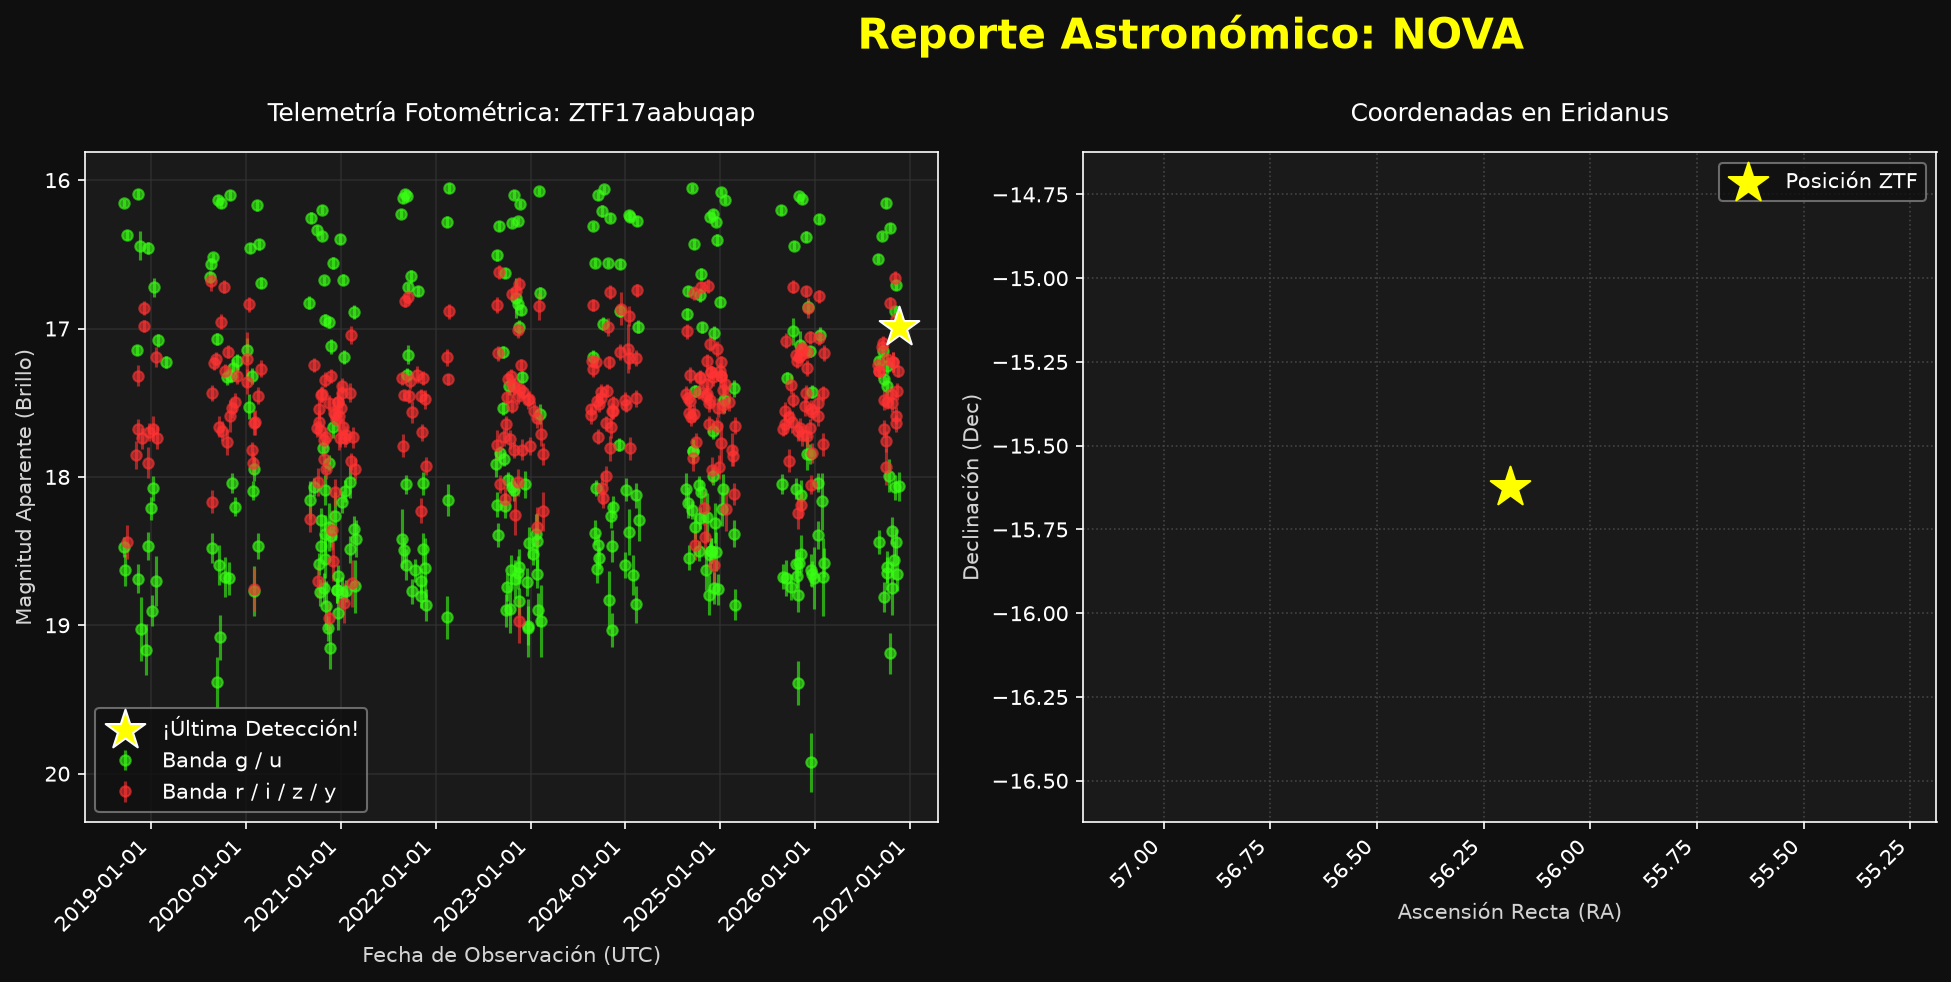 Reporte Astronómico: NOVA
Telemetría Fotométrica: ZTF17aabuqap
Magnitud Aparente (Brillo)
16
17
18
19
20
¡Última Detección!
Banda g / u
Banda r / i / z / y
2019-01-01
2020-01-01
2021-01-01
2022-01-01
2023-01-01
2024-01-01
2025-01-01
2026-01-01
2027-01-01
Fecha de Observación (UTC)
Coordenadas en Eridanus
Declinación (Dec)
−14.75
−15.00
−15.25
−15.50
−15.75
−16.00
−16.25
−16.50
Posición ZTF
57.00
56.75
56.50
56.25
56.00
55.75
55.50
55.25
Ascensión Recta (RA)